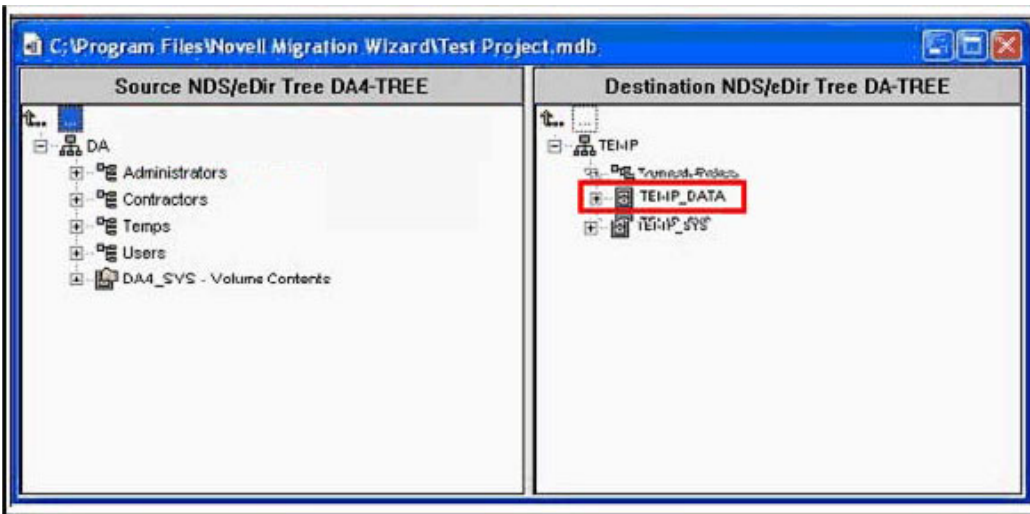 C:\Program Files\Novell Migration Wizard\Test Project.mdb
Source NDS/eDir Tree DA4-TREE
...
DA
Administrators
Contractors
Temps
Users
DA4_SYS - Volume Contents
Destination NDS/eDir Tree DA-TREE
...
TEMP
TEMP_DATA
TEMP_SYS